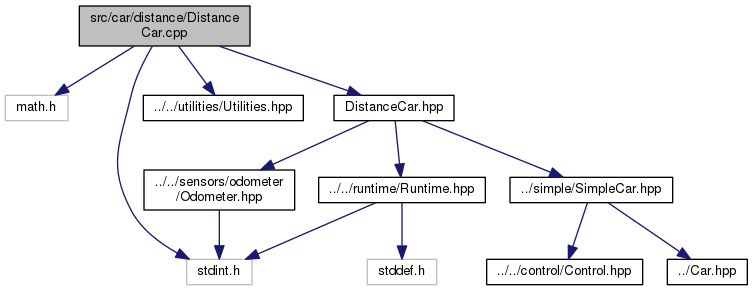 src/car/distance/Distance
Car.cpp
math.h
../../utilities/Utilities.hpp
DistanceCar.hpp
../../sensors/odometer
/Odometer.hpp
../../runtime/Runtime.hpp
../simple/SimpleCar.hpp
stdint.h
stddef.h
../../control/Control.hpp
../Car.hpp